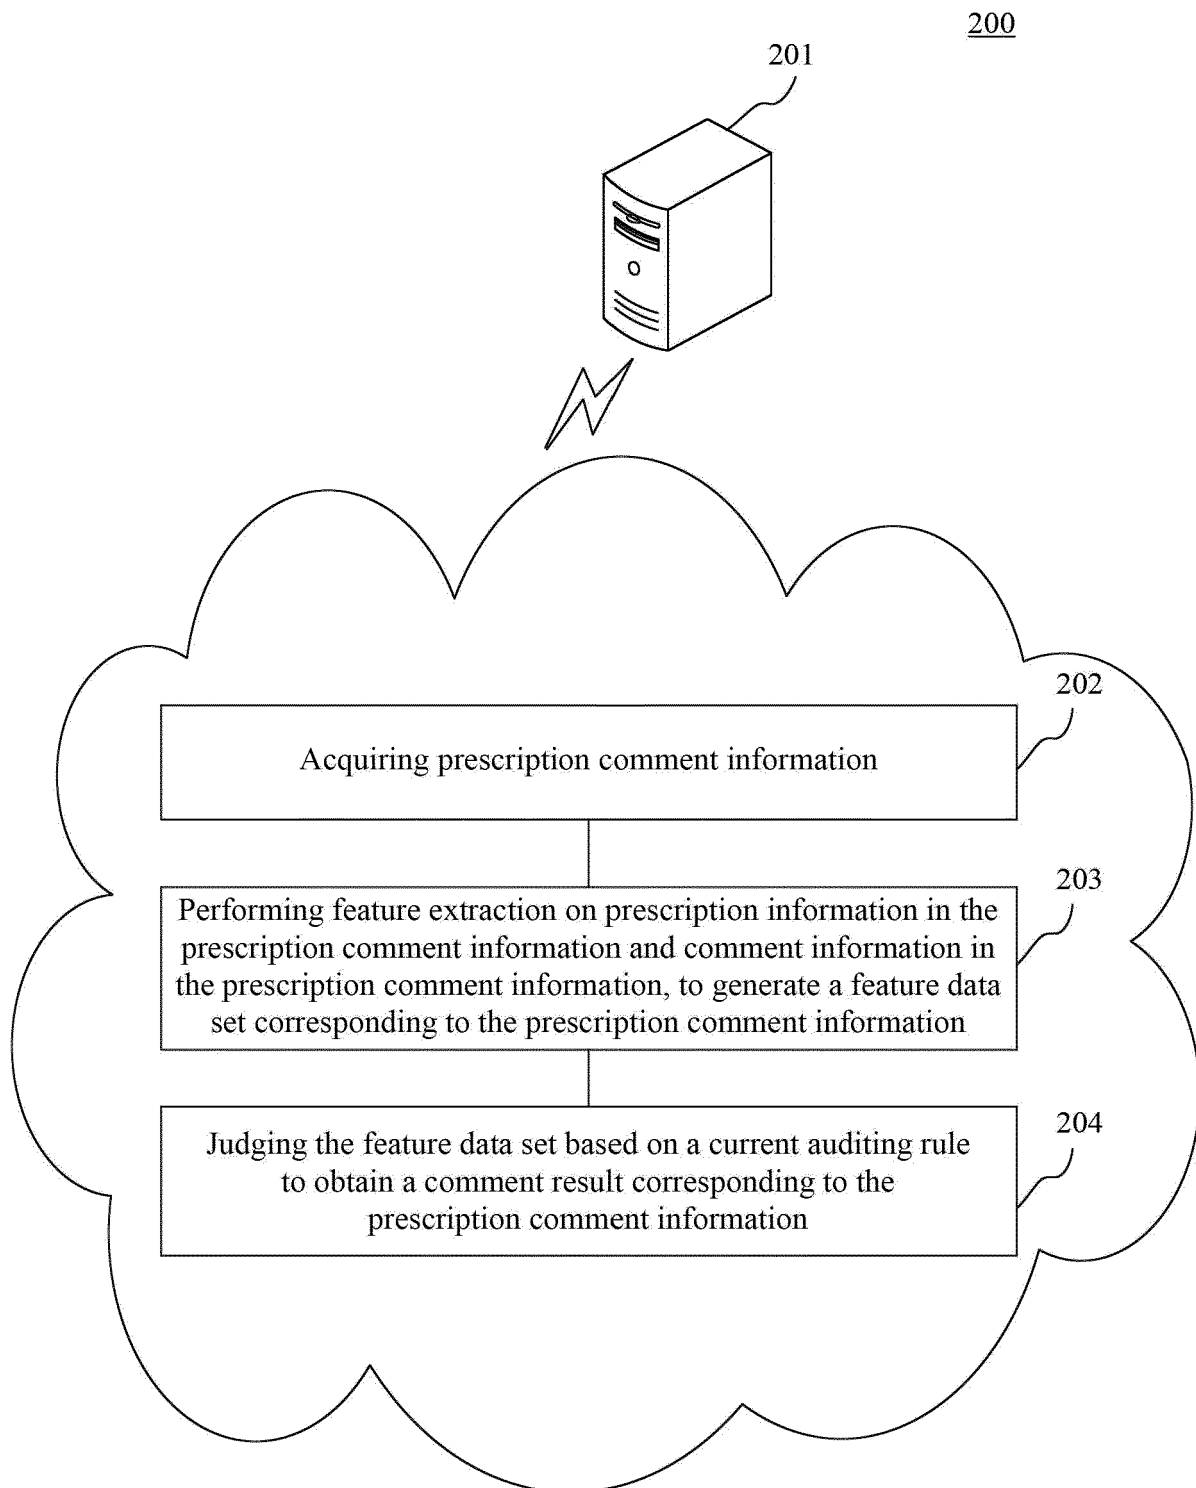 200
201
202
Acquiring prescription comment information
203
Performing feature extraction on prescription information in the
prescription comment information and comment information in
the prescription comment information, to generate a feature data
set corresponding to the prescription comment information
204
Judging the feature data set based on a current auditing rule
to obtain a comment result corresponding to the
prescription comment information